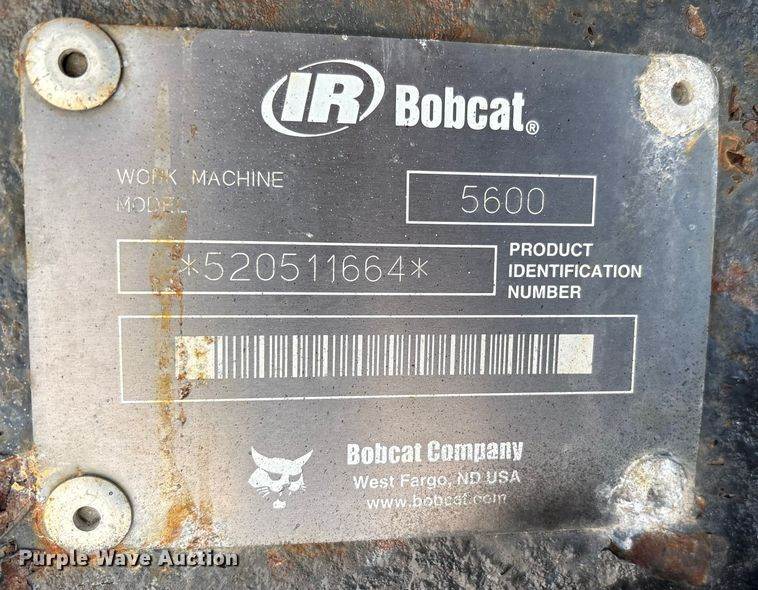 IR Bobcat®
WORK MACHINE
MODEL
5600
*520511664*
PRODUCT
IDENTIFICATION
NUMBER
Bobcat Company
West Fargo, ND USA
www.bobcat.com
Purple Wave Auction